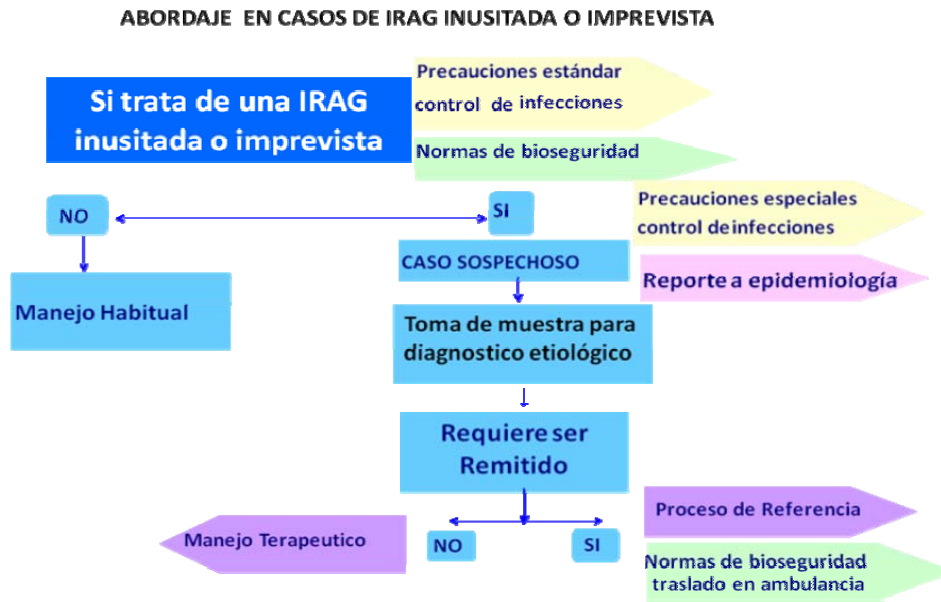 ABORDAJE EN CASOS DE IRAG INUSITADA O IMPREVISTA
Si trata de una IRAG
inusitada o imprevista
Precauciones estándar
control de infecciones
Normas de bioseguridad
NO
SI
Precauciones especiales
control deinfecciones
CASO SOSPECHOSO
Reporte a epidemiología
Manejo Habitual
Toma de muestra para
diagnostico etiológico
Requiere ser
Remitido
Proceso de Referencia
Manejo Terapeutico
NO
SI
Normas de bioseguridad
traslado en ambulancia